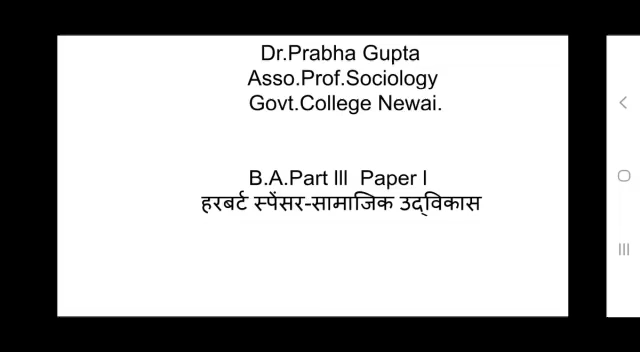 Dr.Prabha Gupta
Asso.Prof.Sociology
Govt.College Newai.
B.A.Part III Paper I
हरबर्ट स्पेंसर-सामाजिक उद्‌विकास